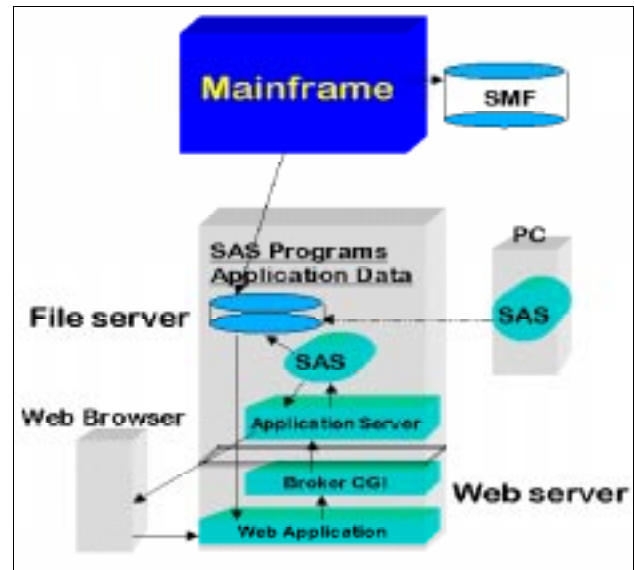 Mainframe
SMF
SAS Programs
Application Data
PC
File server
SAS
SAS
Web Browser
Application Server
Broker CGI
Web server
Web Application